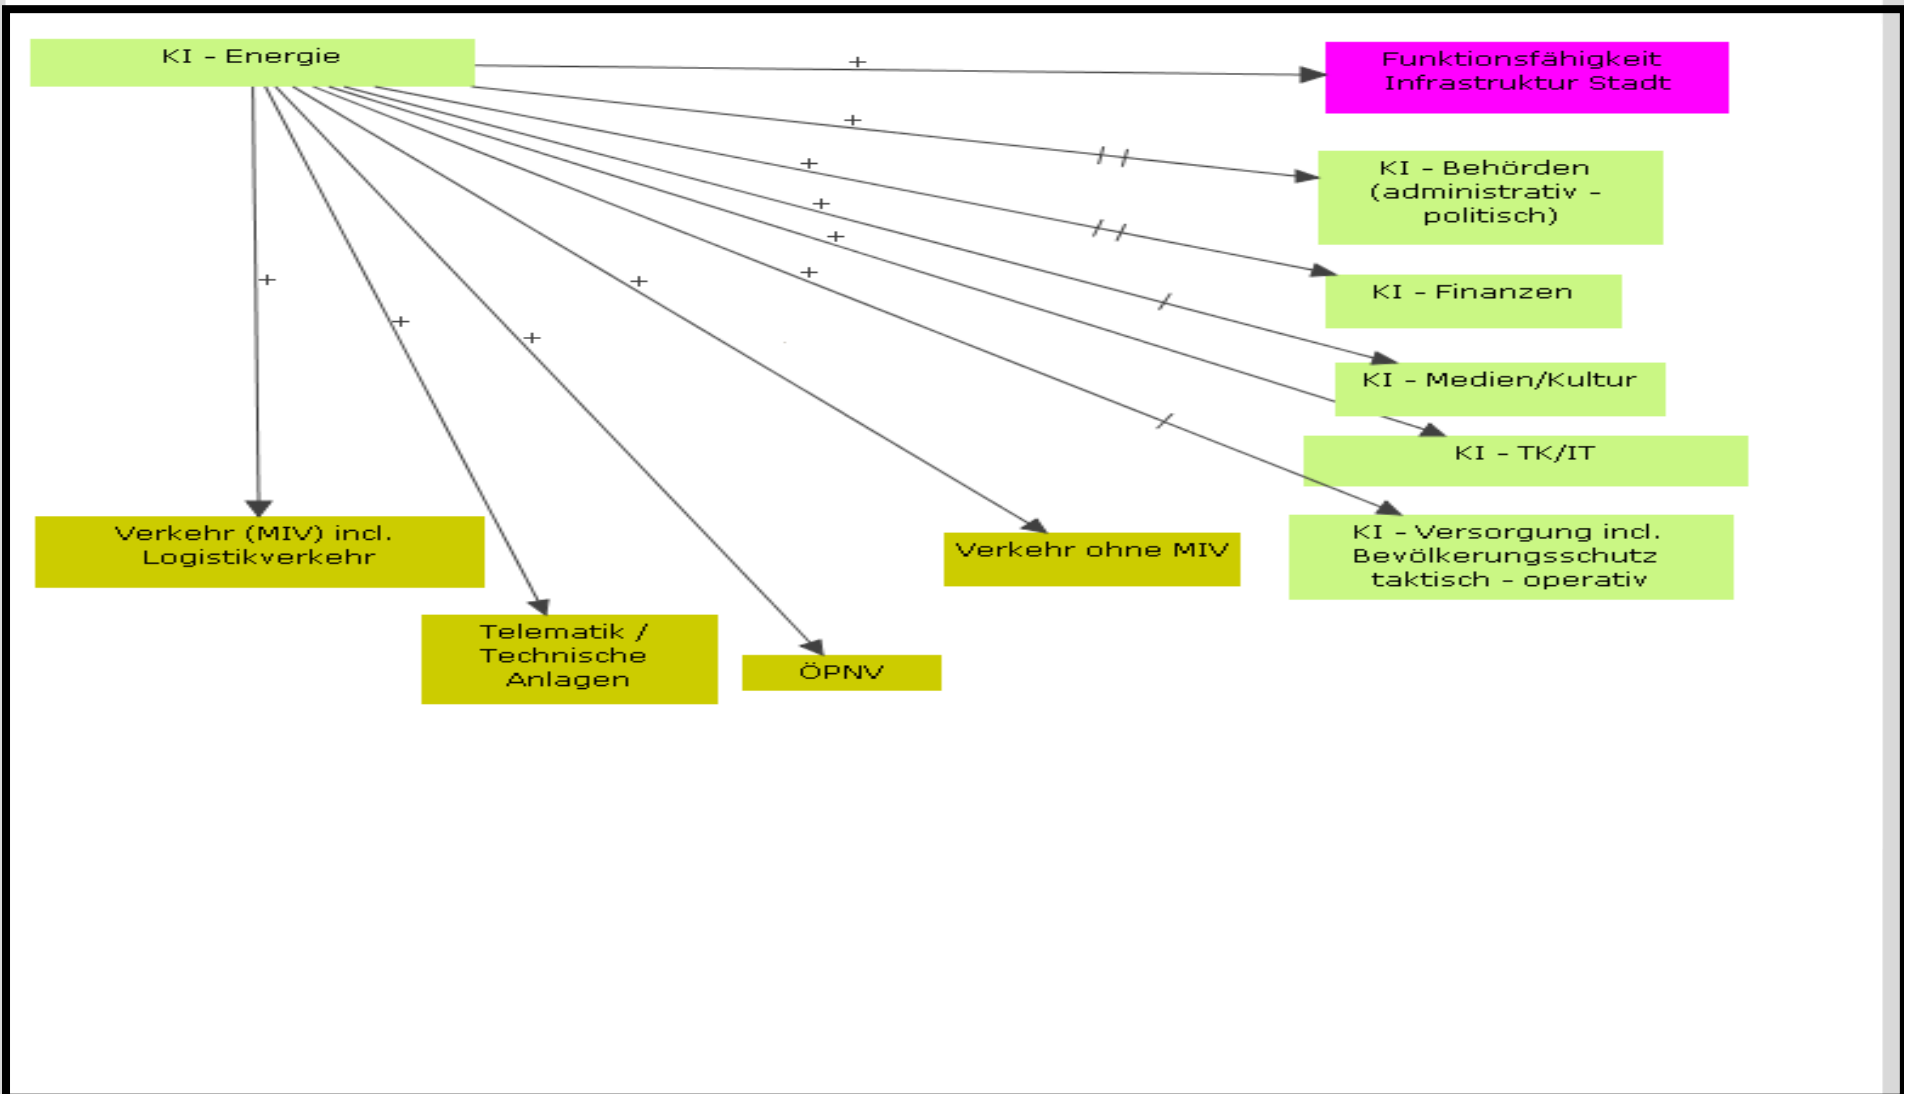 KI - Energie
+
Funktionsfähigkeit
Infrastruktur Stadt
+
KI - Behörden
(administrativ -
politisch)
+
KI - Finanzen
+
KI - Medien/Kultur
+
KI - TK/IT
+
KI - Versorgung incl.
Bevölkerungsschutz
taktisch - operativ
+
Verkehr ohne MIV
+
Verkehr (MIV) incl.
Logistikverkehr
+
Telematik /
Technische
Anlagen
+
ÖPNV